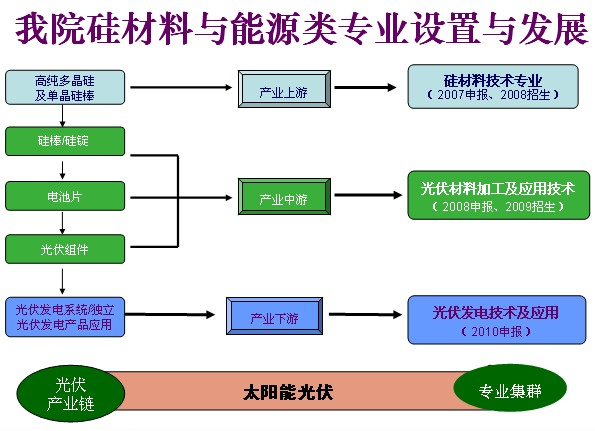 我院硅材料与能源类专业设置与发展
高纯多晶硅
及单晶硅棒
产业上游
硅材料技术专业
（2007申报、2008招生）
硅棒/硅锭
电池片
光伏组件
产业中游
光伏材料加工及应用技术
（2008申报、2009招生）
光伏发电系统/独立
光伏发电产品应用
产业下游
光伏发电技术及应用
（2010申报）
光伏
产业链
太阳能光伏
专业集群